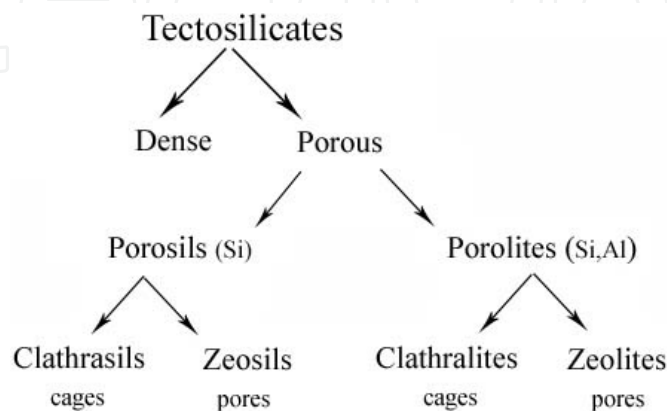 Tectosilicates
Dense Porous
Porosils (Si) Porolites (Si,Al)
Clathrasils Zeosils Clathralites Zeolites
cages pores cages pores